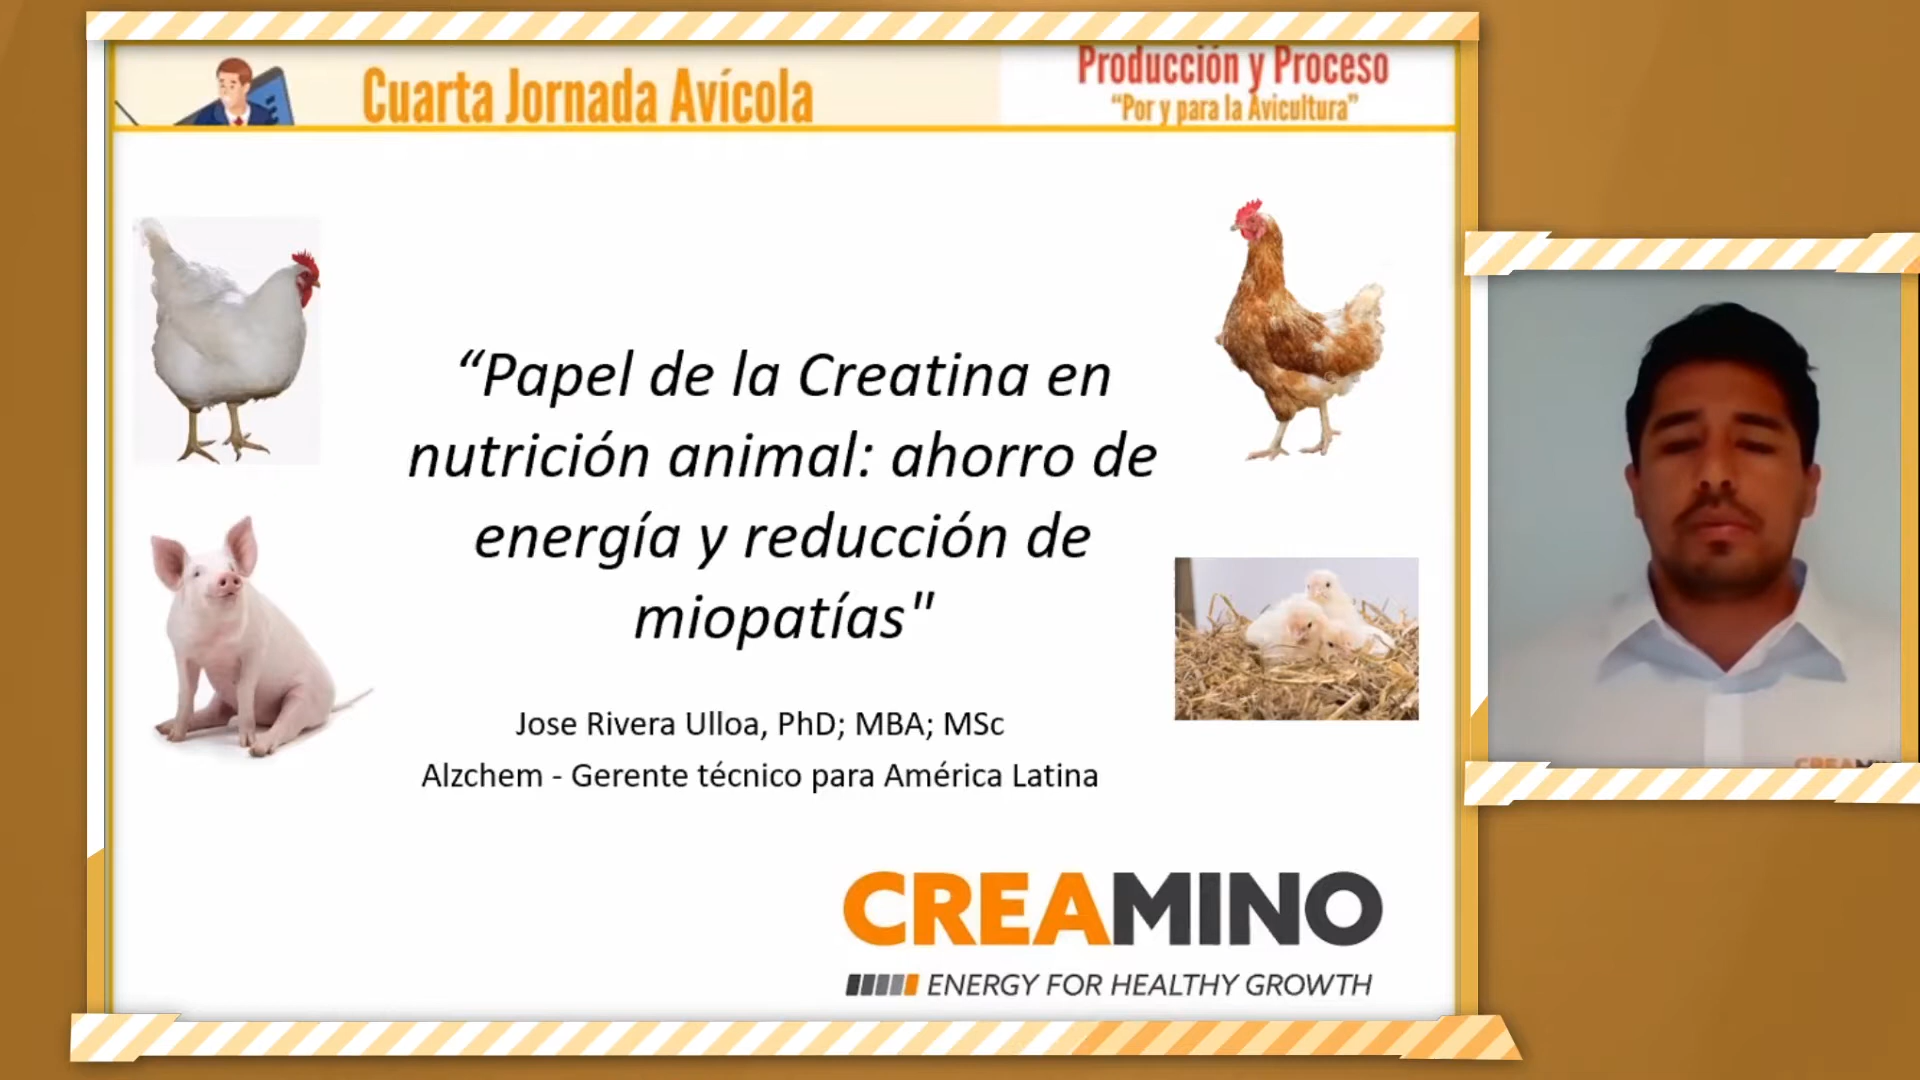 Cuarta Jornada Avícola
Producción y Proceso
“Por y para la Avicultura”
“Papel de la Creatina en
nutrición animal: ahorro de
energía y reducción de
miopatías"
Jose Rivera Ulloa, PhD; MBA; MSc
Alzchem - Gerente técnico para América Latina
CREAMINO
ENERGY FOR HEALTHY GROWTH